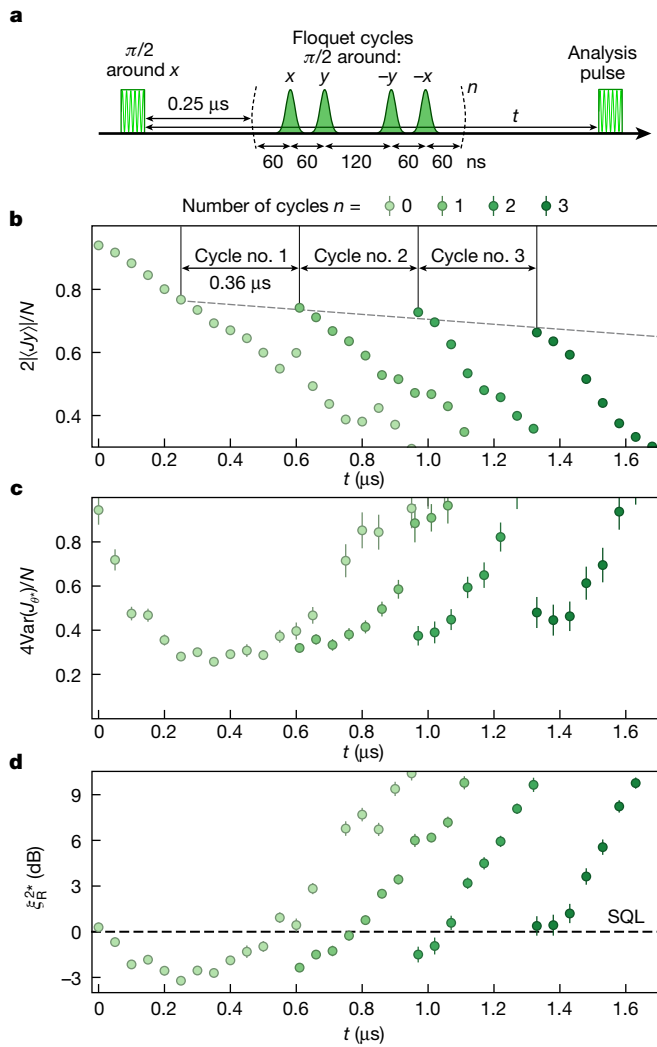 a
π/2
around x
Floquet cycles
π/2 around:
Analysis
pulse
x y –y –x
n
0.25 μs
t
60 60 120 60 60 ns
Number of cycles n = 0 1 2 3
b
Cycle no. 1 Cycle no. 2 Cycle no. 3
0.36 μs
2|⟨Jy⟩|/N
0.8
0.6
0.4
0 0.2 0.4 0.6 0.8 1.0 1.2 1.4 1.6
t (μs)
c
4Var(J_θ*)/N
0.8
0.6
0.4
0.2
0 0.2 0.4 0.6 0.8 1.0 1.2 1.4 1.6
t (μs)
d
ξ_R^2* (dB)
9
6
3
0
–3
SQL
0 0.2 0.4 0.6 0.8 1.0 1.2 1.4 1.6
t (μs)